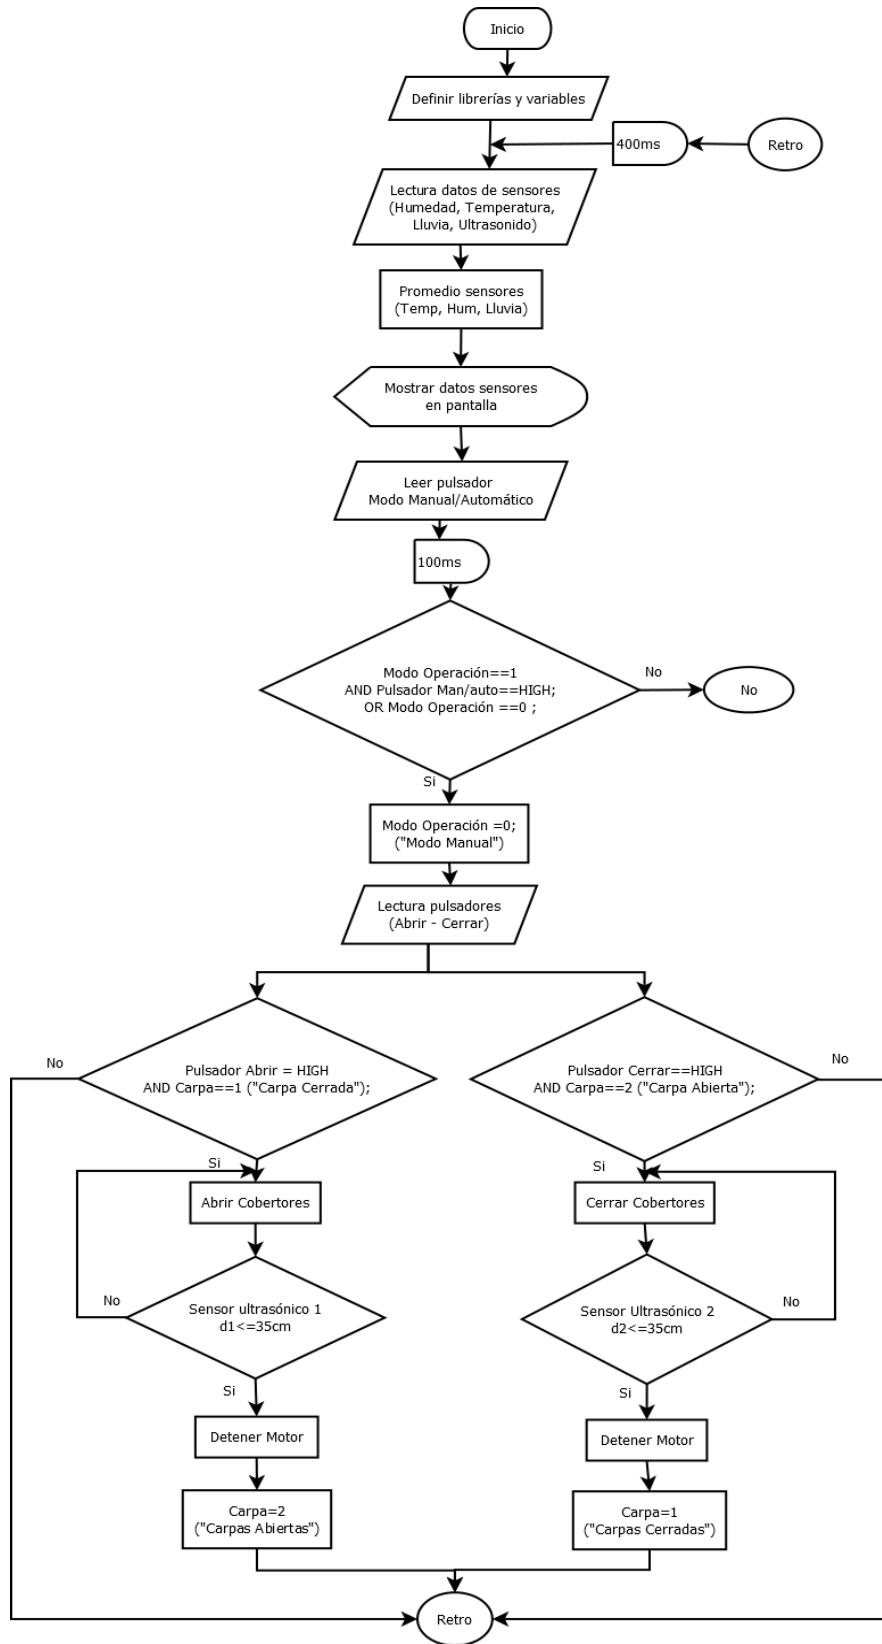 Inicio
Definir librerías y variables
400ms
Retro
Lectura datos de sensores
(Humedad, Temperatura,
Lluvia, Ultrasonido)
Promedio sensores
(Temp, Hum, Lluvia)
Mostrar datos sensores
en pantalla
Leer pulsador
Modo Manual/Automático
100ms
Modo Operación==1
AND Pulsador Man/auto==HIGH;
OR Modo Operación ==0 ;
No
No
Si
Modo Operación =0;
("Modo Manual")
Lectura pulsadores
(Abrir - Cerrar)
No
Pulsador Abrir = HIGH
AND Carpa==1 ("Carpa Cerrada");
Pulsador Cerrar==HIGH
AND Carpa==2 ("Carpa Abierta");
No
Si
Si
Abrir Cobertores
Cerrar Cobertores
No
Sensor ultrasónico 1
d1<=35cm
Sensor Ultrasónico 2
d2<=35cm
No
Si
Si
Detener Motor
Detener Motor
Carpa=2
("Carpas Abiertas")
Carpa=1
("Carpas Cerradas")
Retro